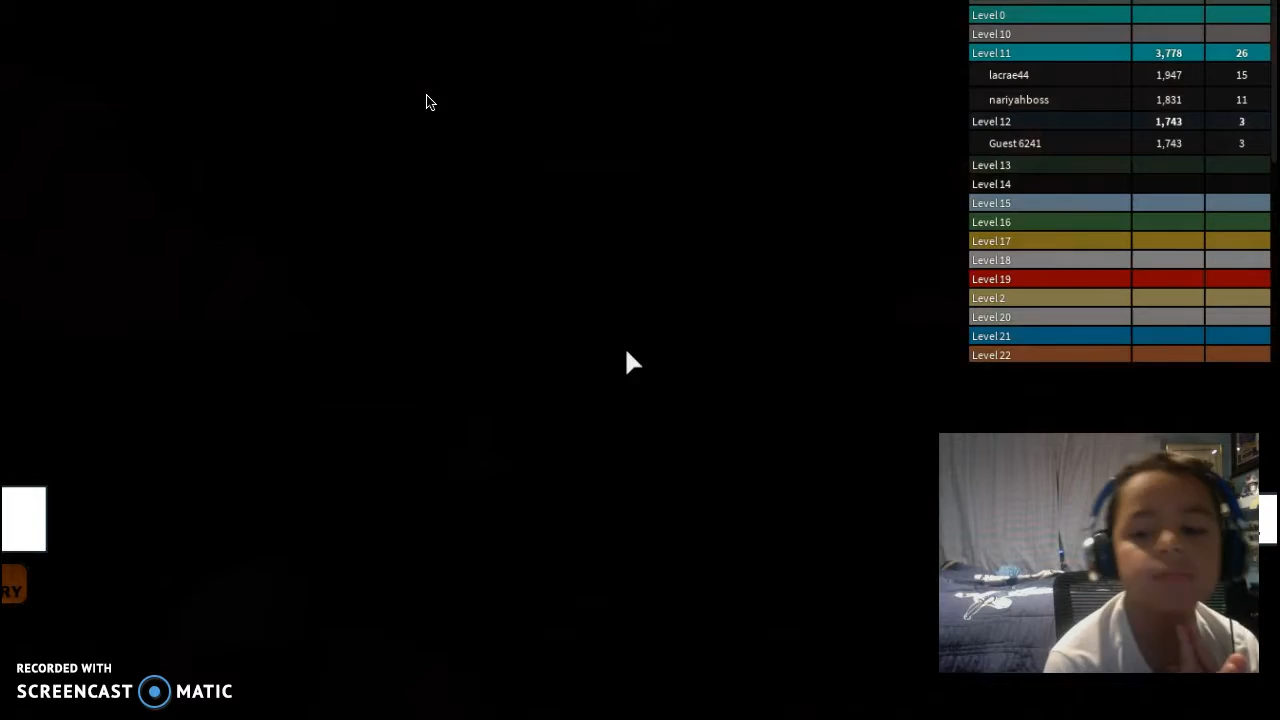 Level 0
Level 10
Level 11 3,778 26
lacrae44 1,947 15
nariyahboss 1,831 11
Level 12 1,743 3
Guest 6241 1,743 3
Level 13
Level 14
Level 15
Level 16
Level 17
Level 18
Level 19
Level 2
Level 20
Level 21
Level 22
RY
RECORDED WITH
SCREENCAST MATIC